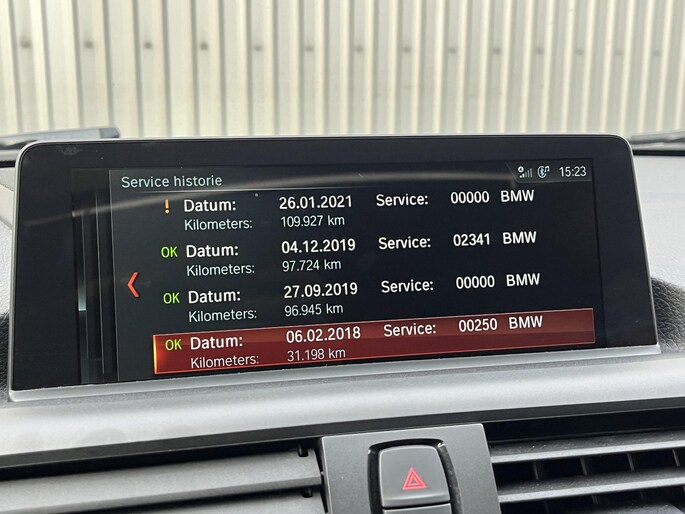 Service historie 15:23
! Datum: 26.01.2021 Service: 00000 BMW
Kilometers: 109.927 km
OK Datum: 04.12.2019 Service: 02341 BMW
Kilometers: 97.724 km
OK Datum: 27.09.2019 Service: 00000 BMW
Kilometers: 96.945 km
OK Datum: 06.02.2018 Service: 00250 BMW
Kilometers: 31.198 km